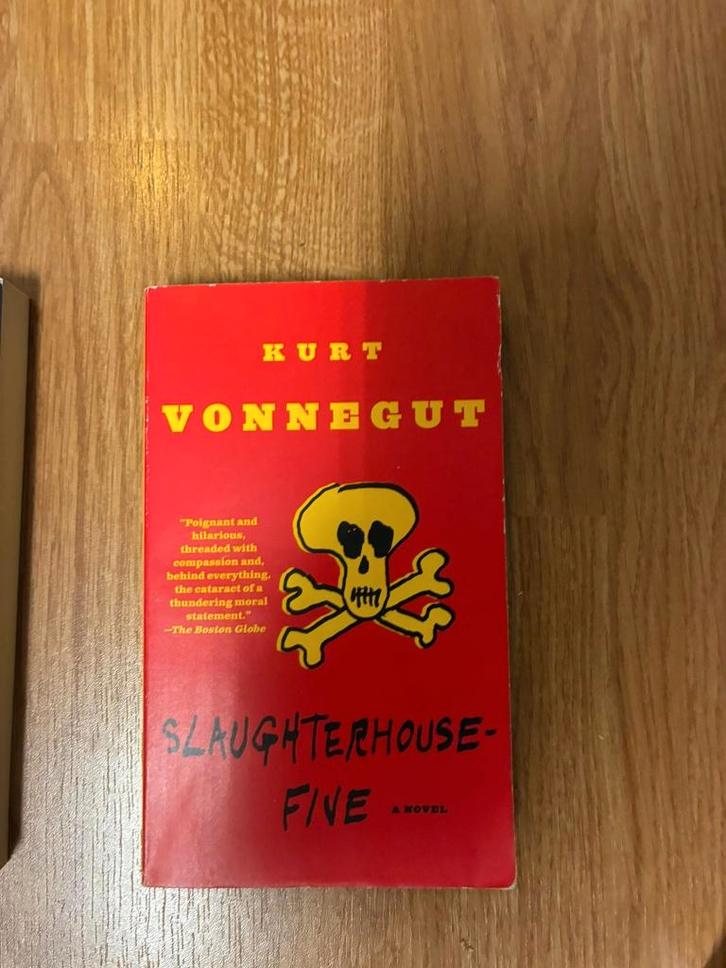 KURT
VONNEGUT
"Poignant and
hilarious,
threaded with
compassion and,
behind everything,
the cataract of a
thundering moral
statement."
—The Boston Globe
SLAUGHTERHOUSE-
FIVE A NOVEL